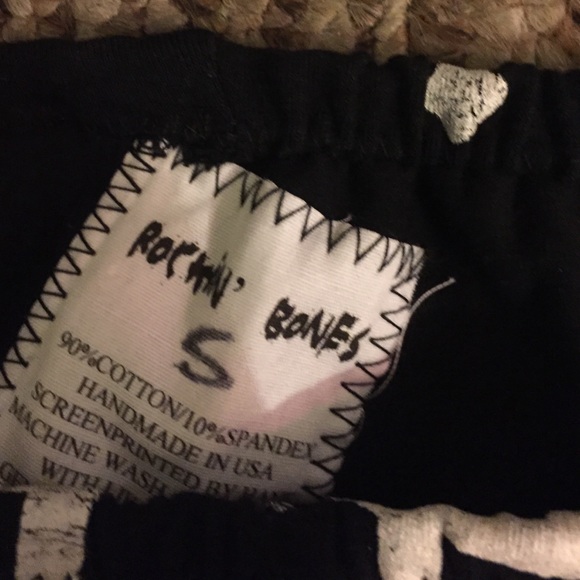 ROCKIN' BONES
S
90%COTTON/10%SPANDEX
HANDMADE IN USA
SCREENPRINTED BY
MACHINE WASH
WITH